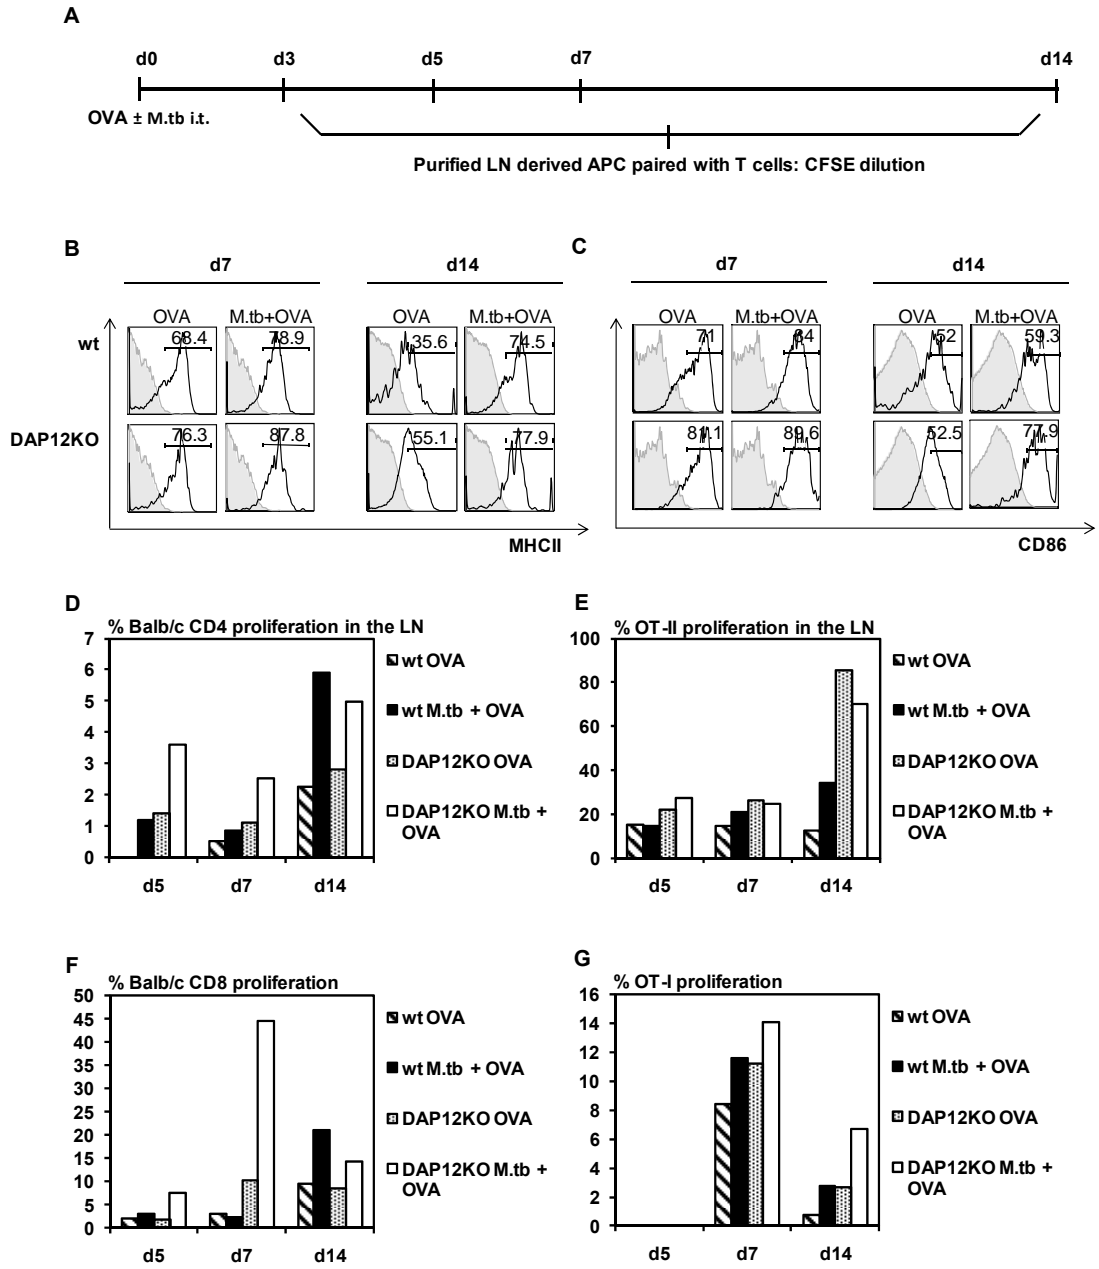 A
d0 d3 d5 d7 d14
OVA ± M.tb i.t.
Purified LN derived APC paired with T cells: CFSE dilution
B
d7 d14
OVA M.tb+OVA OVA M.tb+OVA
wt 68.4 78.9 35.6 74.5
DAP12KO 76.3 87.8 55.1 77.9
MHCII
C
d7 d14
OVA M.tb+OVA OVA M.tb+OVA
71 84 52 59.3
81.1 89.6 52.5 77.9
CD86
D
% Balb/c CD4 proliferation in the LN
7
6
5
4
3
2
1
0
d5 d7 d14
wt OVA
wt M.tb + OVA
DAP12KO OVA
DAP12KO M.tb +
OVA
E
% OT-II proliferation in the LN
100
80
60
40
20
0
d5 d7 d14
wt OVA
wt M.tb + OVA
DAP12KO OVA
DAP12KO M.tb +
OVA
F
% Balb/c CD8 proliferation
50
45
40
35
30
25
20
15
10
5
0
d5 d7 d14
wt OVA
wt M.tb + OVA
DAP12KO OVA
DAP12KO M.tb +
OVA
G
% OT-I proliferation
16
14
12
10
8
6
4
2
0
d5 d7 d14
wt OVA
wt M.tb + OVA
DAP12KO OVA
DAP12KO M.tb +
OVA